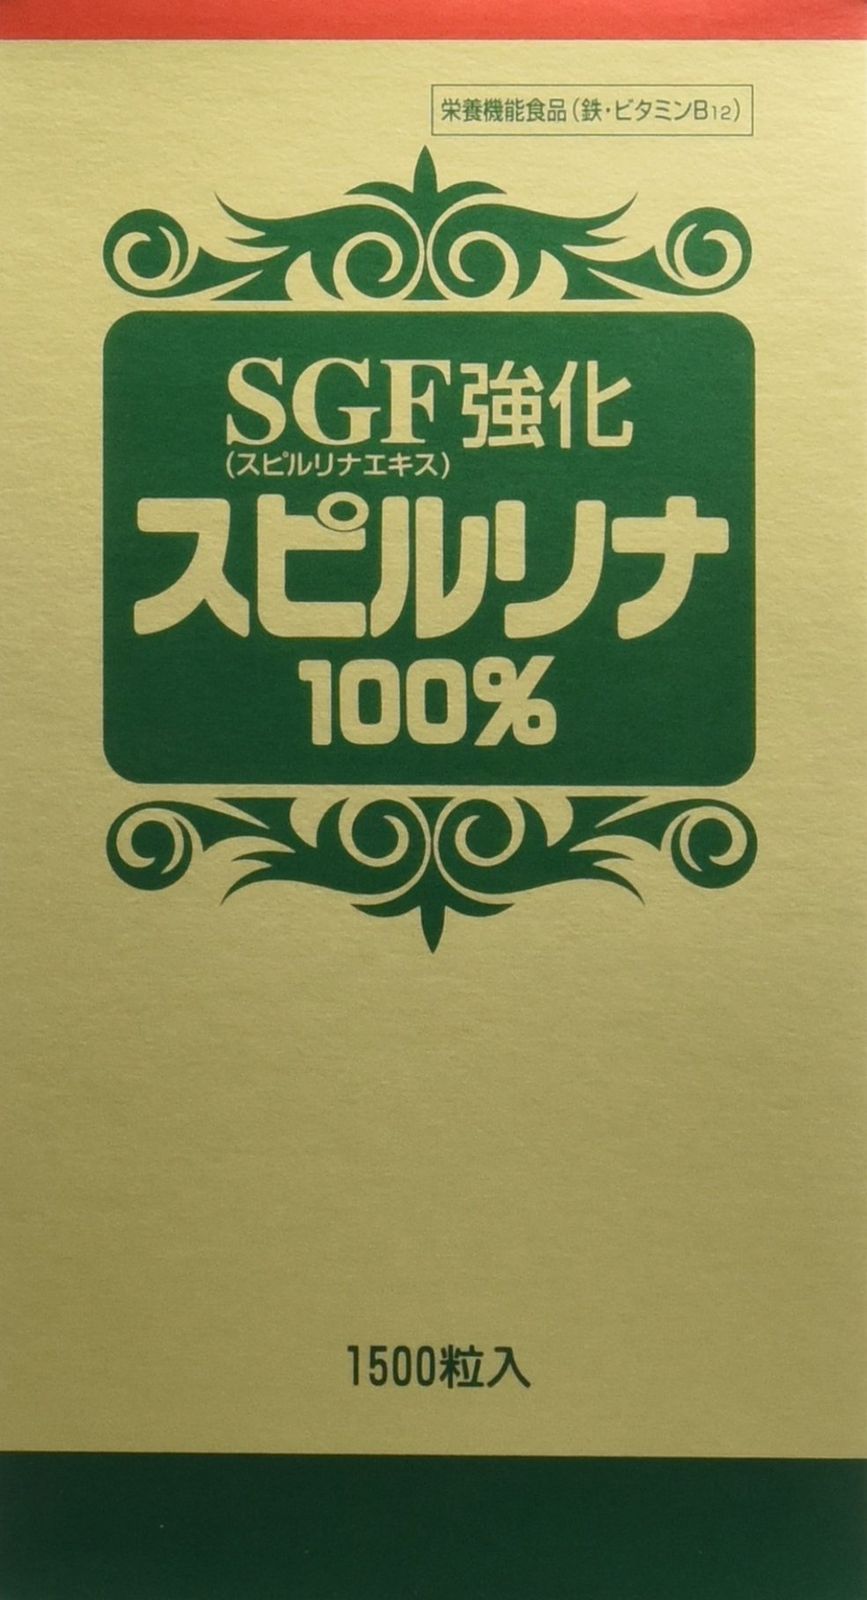 栄養機能食品(鉄・ビタミンB12)
SGF強化
(スピルリナエキス)
スピルリナ
100%
1500粒入